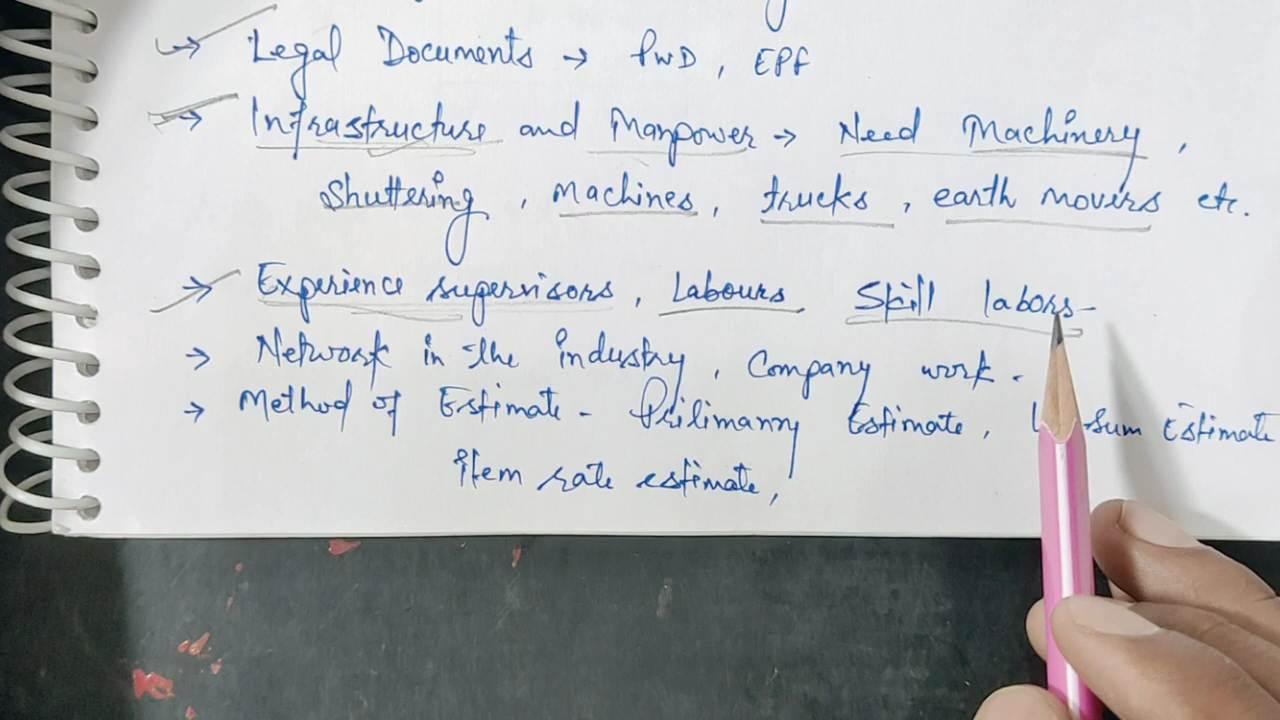 → Legal Documents → PWD, EPF
→ Infrastructure and Manpower → Need Machinery,
Shuttering, Machines, trucks, earth movers etc.
→ Experience supervisors, Labours, Skill labors-
→ Network in the industry, Company work.
→ Method of Estimate - Prilimanry Estimate, sum Estimate
item rate estimate,